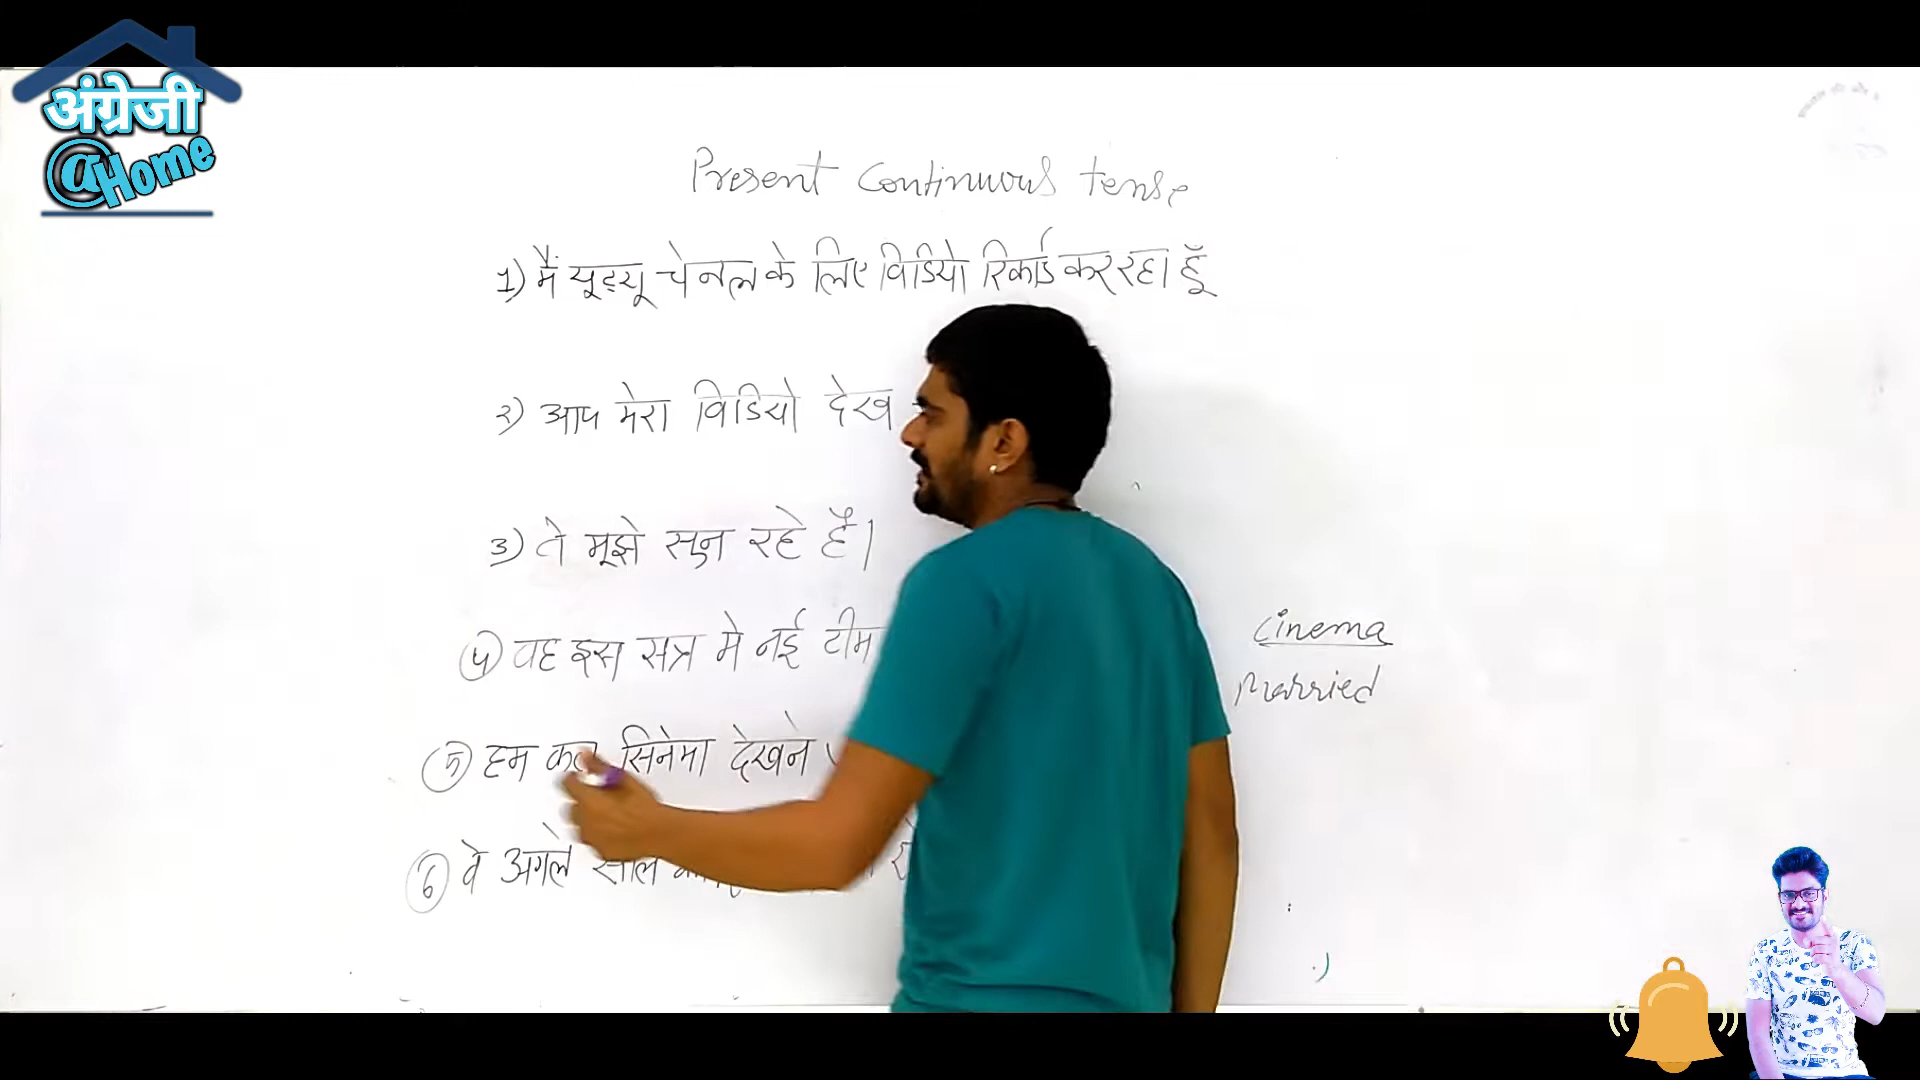 अंग्रेजी
@Home
Present Continuous tense
1) मैं यूट्यू चेनल के लिए विडियो रिकार्ड कर रहा हूँ
2) आप मेरा विडियो देख
3) वे मूझे सुन रहे है।
(4) वह इस सत्र मे नई टीम
(5) हम कल सिनेमा देखने
(6) वे अगले साल
Cinema
Married